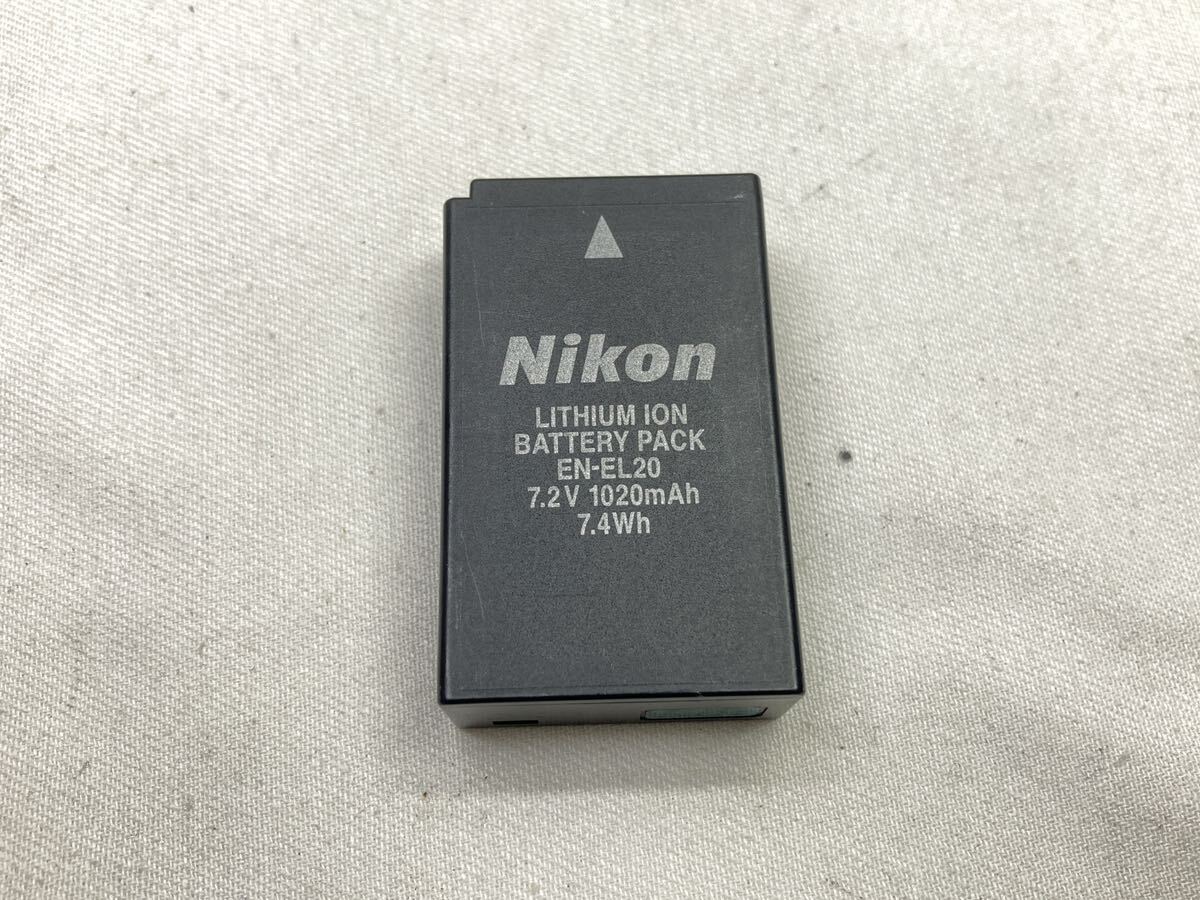 Nikon
LITHIUM ION
BATTERY PACK
EN-EL20
7.2V 1020mAh
7.4Wh